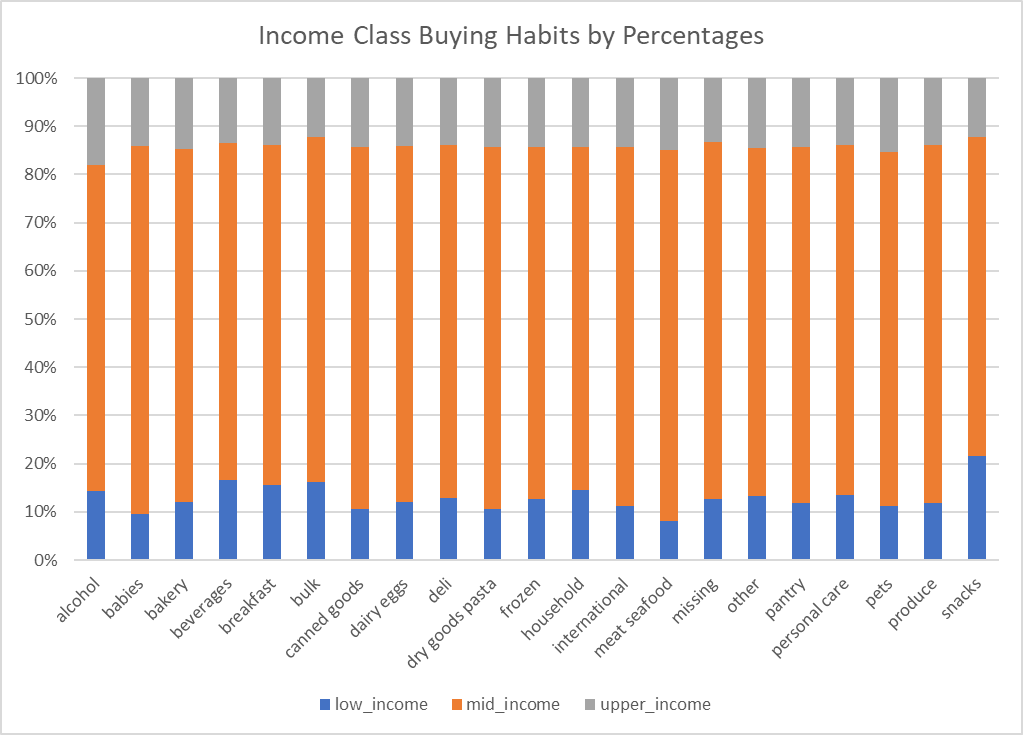 Income Class Buying Habits by Percentages
100%
90%
80%
70%
60%
50%
40%
30%
20%
10%
0%
alcohol
babies
bakery
beverages
breakfast
bulk
canned goods
dairy eggs
deli
dry goods pasta
frozen
household
international
meat seafood
missing
other
pantry
personal care
pets
produce
snacks
low_income mid_income upper_income